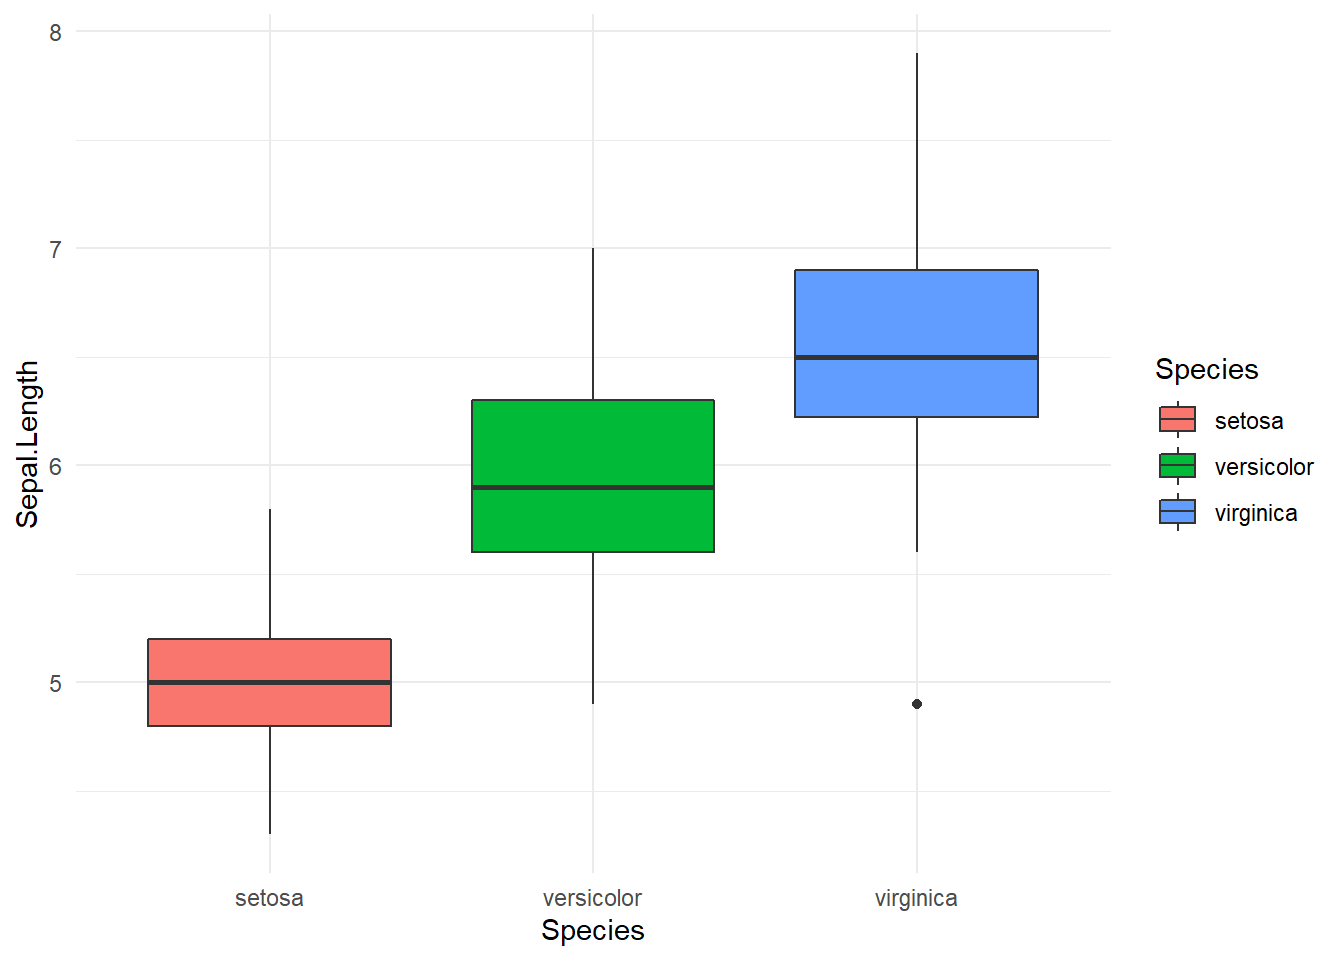 8
7
6
5
Sepal.Length
setosa
versicolor
virginica
Species
Species
setosa
versicolor
virginica